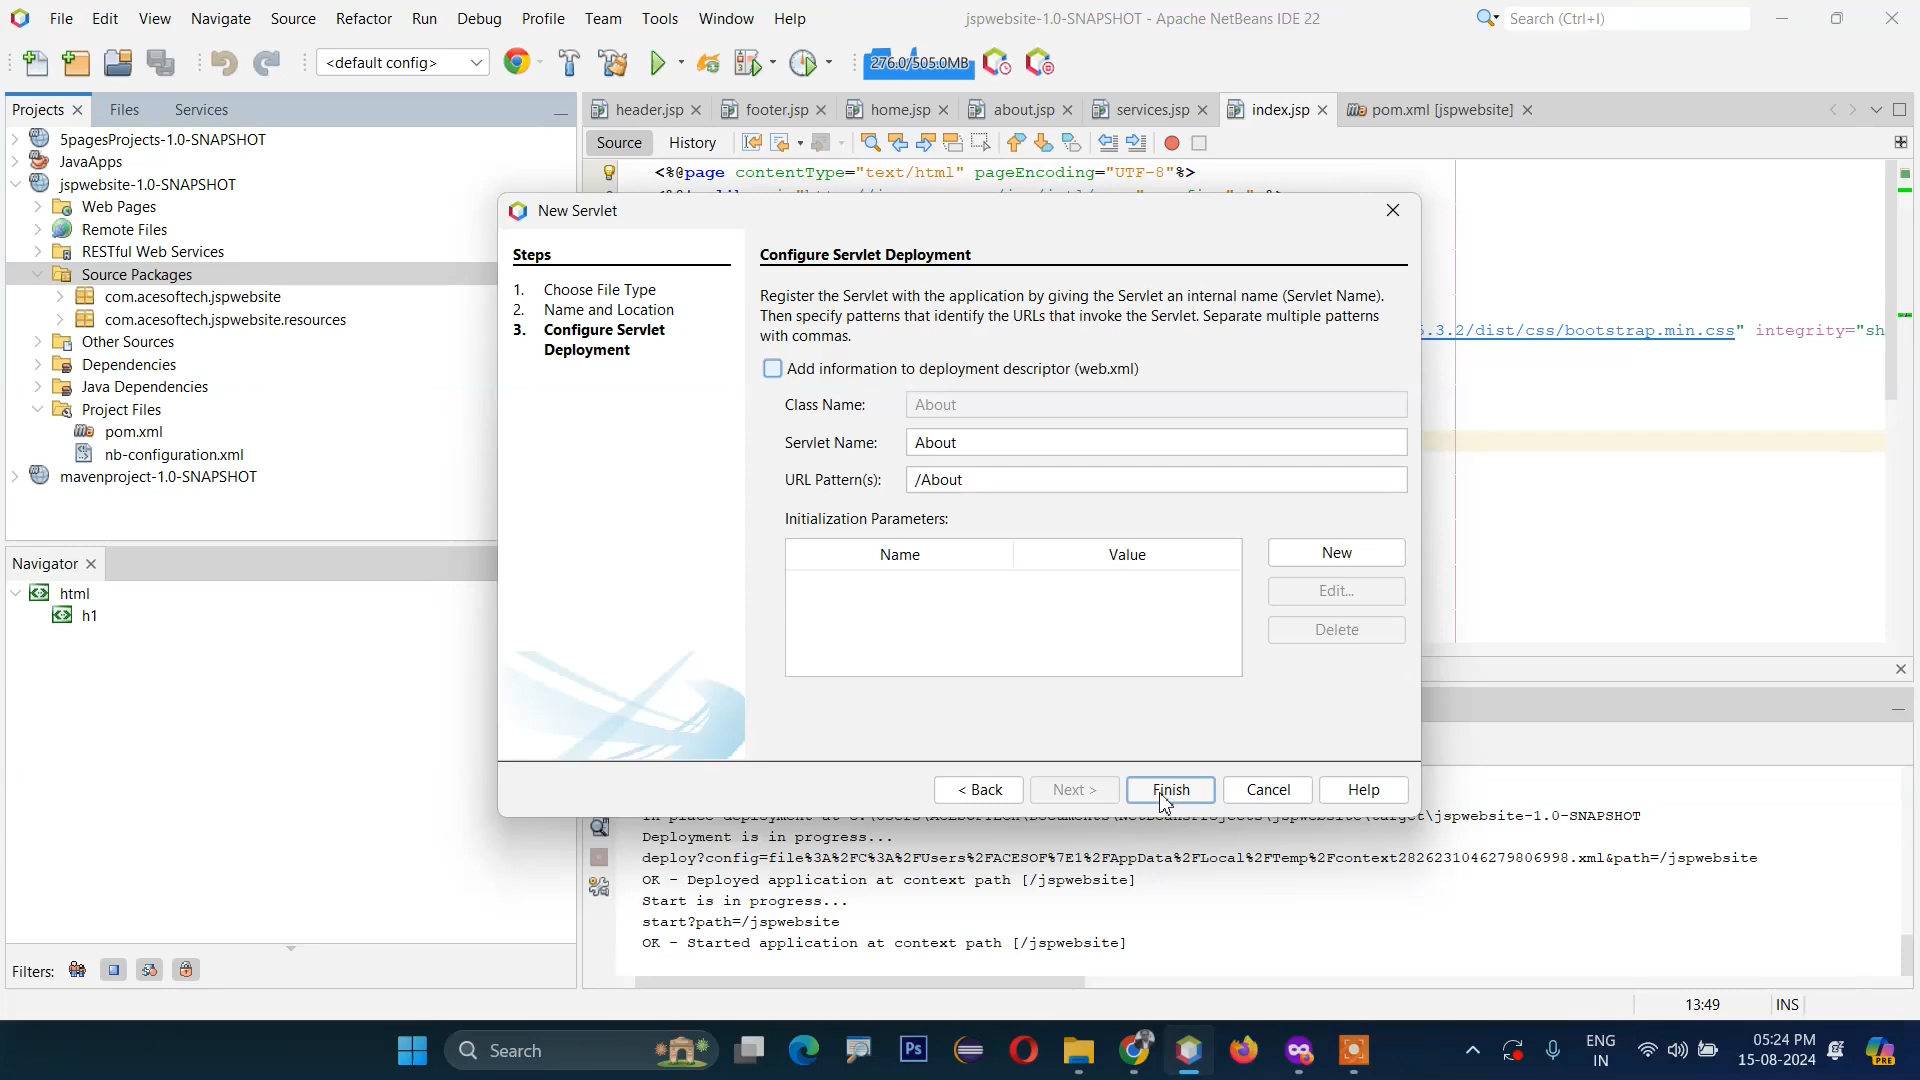 File Edit View Navigate Source Refactor Run Debug Profile Team Tools Window Help
jspwebsite-1.0-SNAPSHOT - Apache NetBeans IDE 22
Search (Ctrl+I)
<default config>
276.0/505.0MB
Projects Files Services
header.jsp footer.jsp home.jsp about.jsp services.jsp index.jsp pom.xml [jspwebsite]
Source History
5pagesProjects-1.0-SNAPSHOT
JavaApps
jspwebsite-1.0-SNAPSHOT
Web Pages
Remote Files
RESTful Web Services
Source Packages
com.acesoftech.jspwebsite
com.acesoftech.jspwebsite.resources
Other Sources
Dependencies
Java Dependencies
Project Files
pom.xml
nb-configuration.xml
mavenproject-1.0-SNAPSHOT
Navigator
html
h1
Filters:
<%@page contentType="text/html" pageEncoding="UTF-8"%>
5.3.2/dist/css/bootstrap.min.css" integrity="sh
New Servlet
Steps
1. Choose File Type
2. Name and Location
3. Configure Servlet
Deployment
Configure Servlet Deployment
Register the Servlet with the application by giving the Servlet an internal name (Servlet Name).
Then specify patterns that identify the URLs that invoke the Servlet. Separate multiple patterns
with commas.
Add information to deployment descriptor (web.xml)
Class Name: About
Servlet Name: About
URL Pattern(s): /About
Initialization Parameters:
Name Value
New
Edit...
Delete
< Back Next > Finish Cancel Help
\jspwebsite-1.0-SNAPSHOT
Deployment is in progress...
deploy?config=file%3A%2FC%3A%2FUsers%2FACESOF%7E1%2FAppData%2FLocal%2FTemp%2Fcontext2826231046279806998.xml&path=/jspwebsite
OK - Deployed application at context path [/jspwebsite]
Start is in progress...
start?path=/jspwebsite
OK - Started application at context path [/jspwebsite]
13:49 INS
Search
Ps
ENG
IN
05:24 PM
15-08-2024
PRE